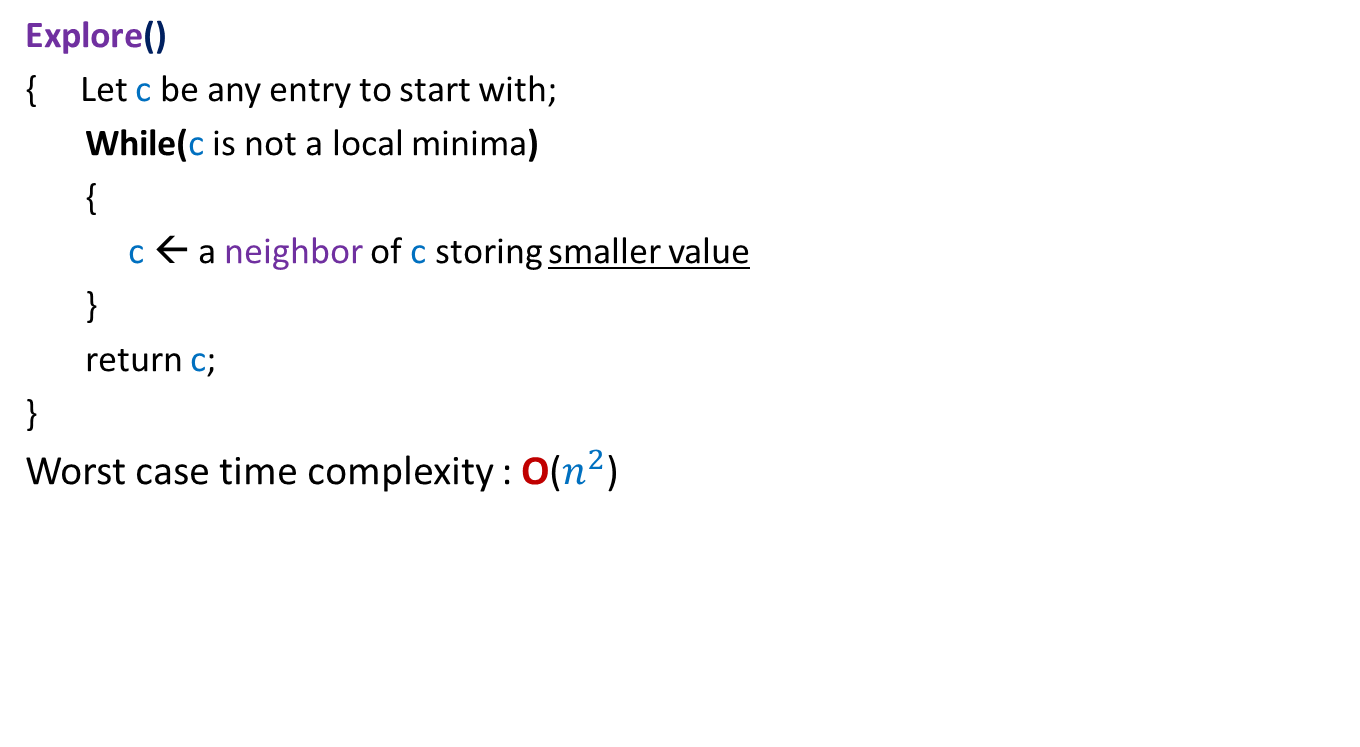 Explore()
{ Let c be any entry to start with;
While(c is not a local minima)
{
c ← a neighbor of c storing smaller value
}
return c;
}
Worst case time complexity : O(𝑛²)